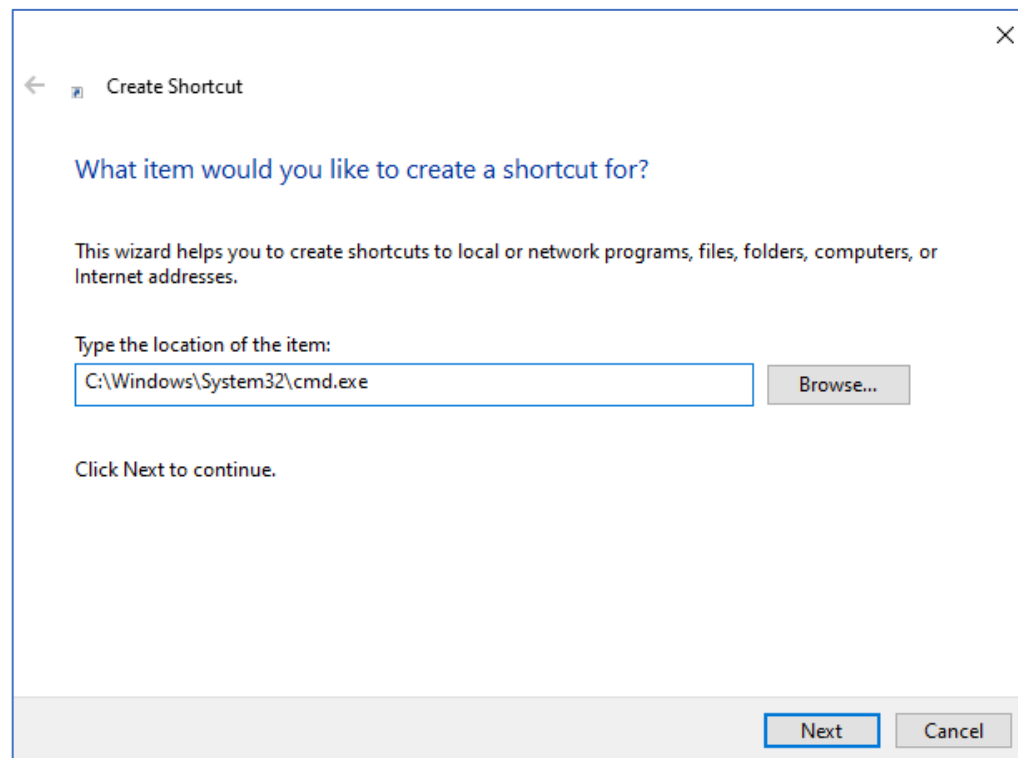 Create Shortcut
What item would you like to create a shortcut for?
This wizard helps you to create shortcuts to local or network programs, files, folders, computers, or
Internet addresses.
Type the location of the item:
C:\Windows\System32\cmd.exe
Browse...
Click Next to continue.
Next
Cancel